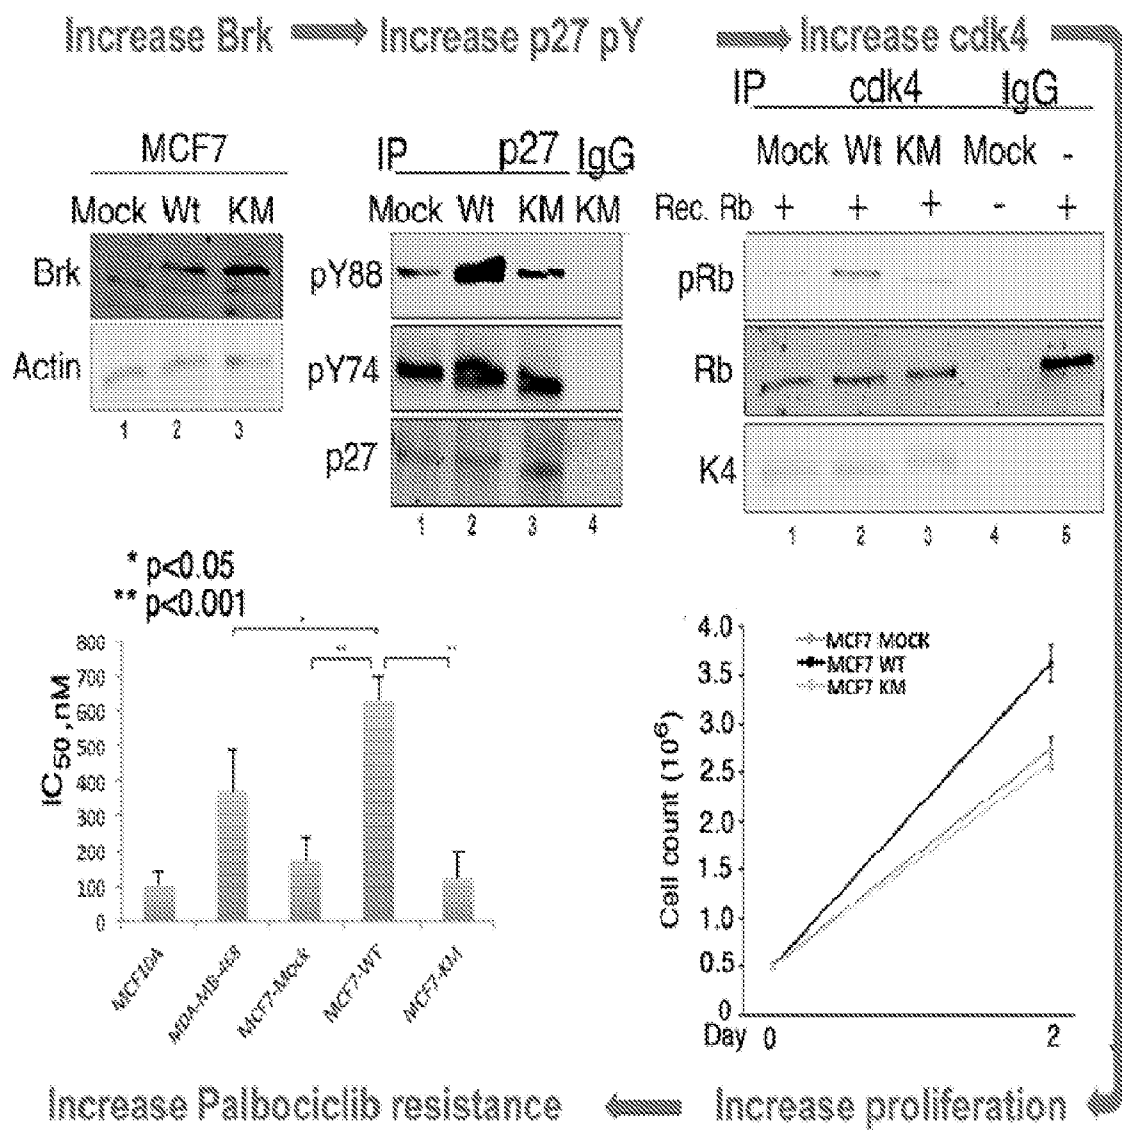 Increase Brk
Increase p27 pY
Increase cdk4
MCF7
Mock Wt KM
Brk
Actin
1 2 3
IP p27 IgG
Mock Wt KM KM
pY88
pY74
p27
1 2 3 4
IP cdk4 IgG
Mock Wt KM Mock -
Rec. Rb + + + - +
pRb
Rb
K4
1 2 3 4 5
* p<0.05
** p<0.001
* ** **
IC50, nM
800
700
600
500
400
300
200
100
0
MCF10A
MDA-MB-468
MCF7-Mock
MCF7-WT
MCF7-KM
Cell count (10⁶)
4.0
3.5
3.0
2.5
2.0
1.5
1.0
0.5
0
MCF7 MOCK
MCF7 WT
MCF7 KM
Day 0 2
Increase Palbociclib resistance
Increase proliferation